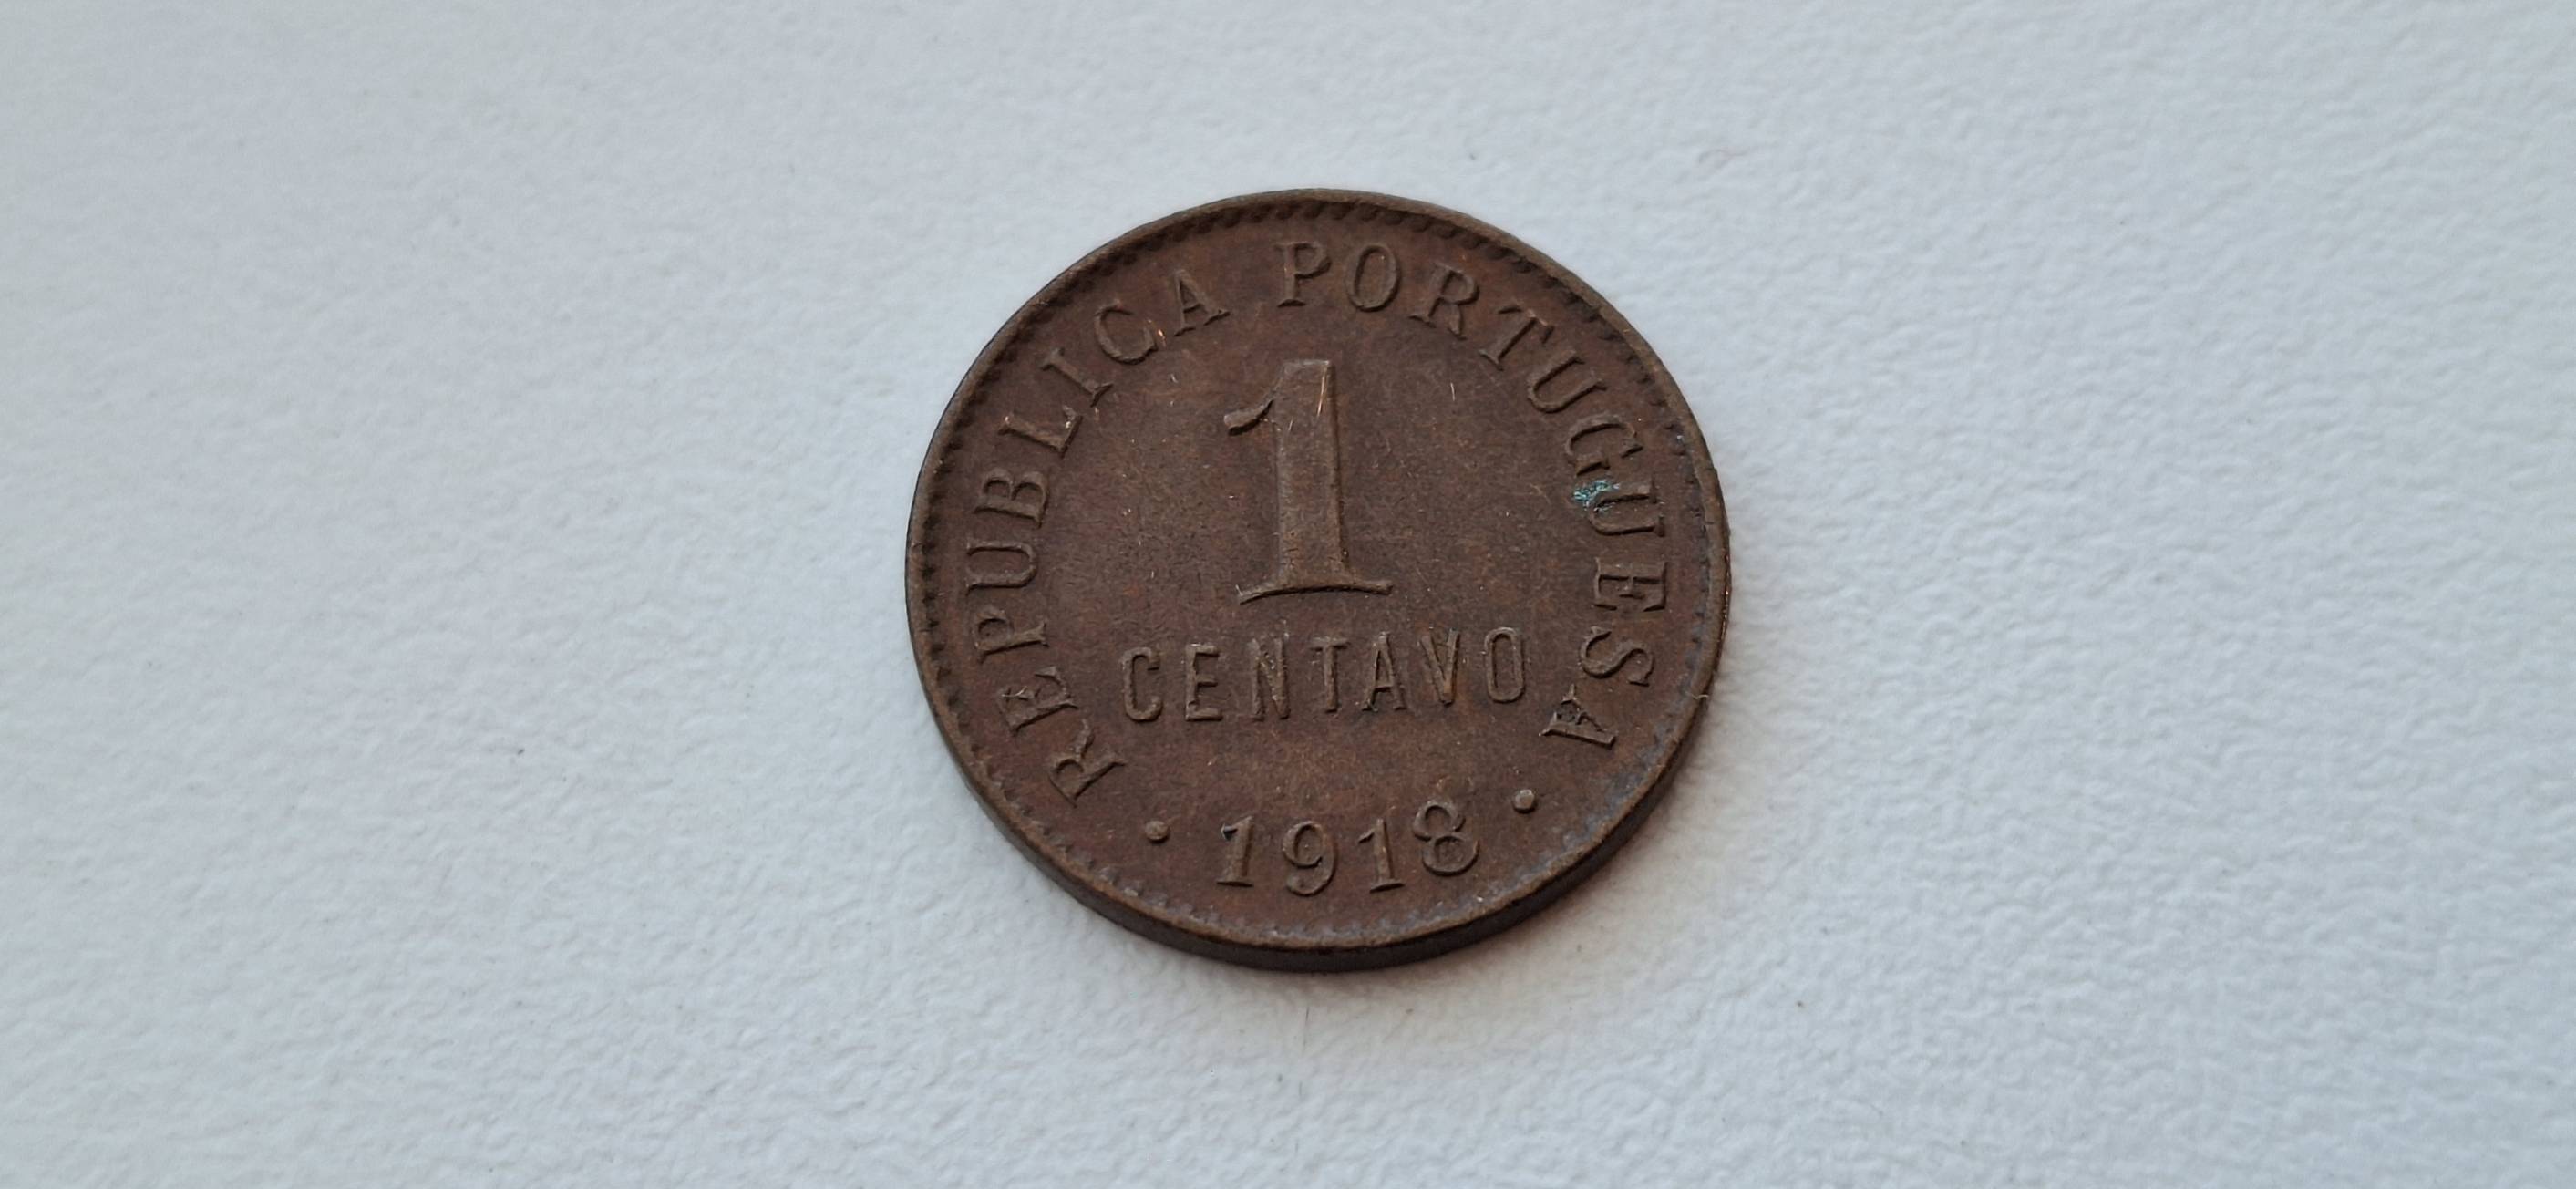 REPUBLICA PORTUGUESA
1
CENTAVO
• 1918 •